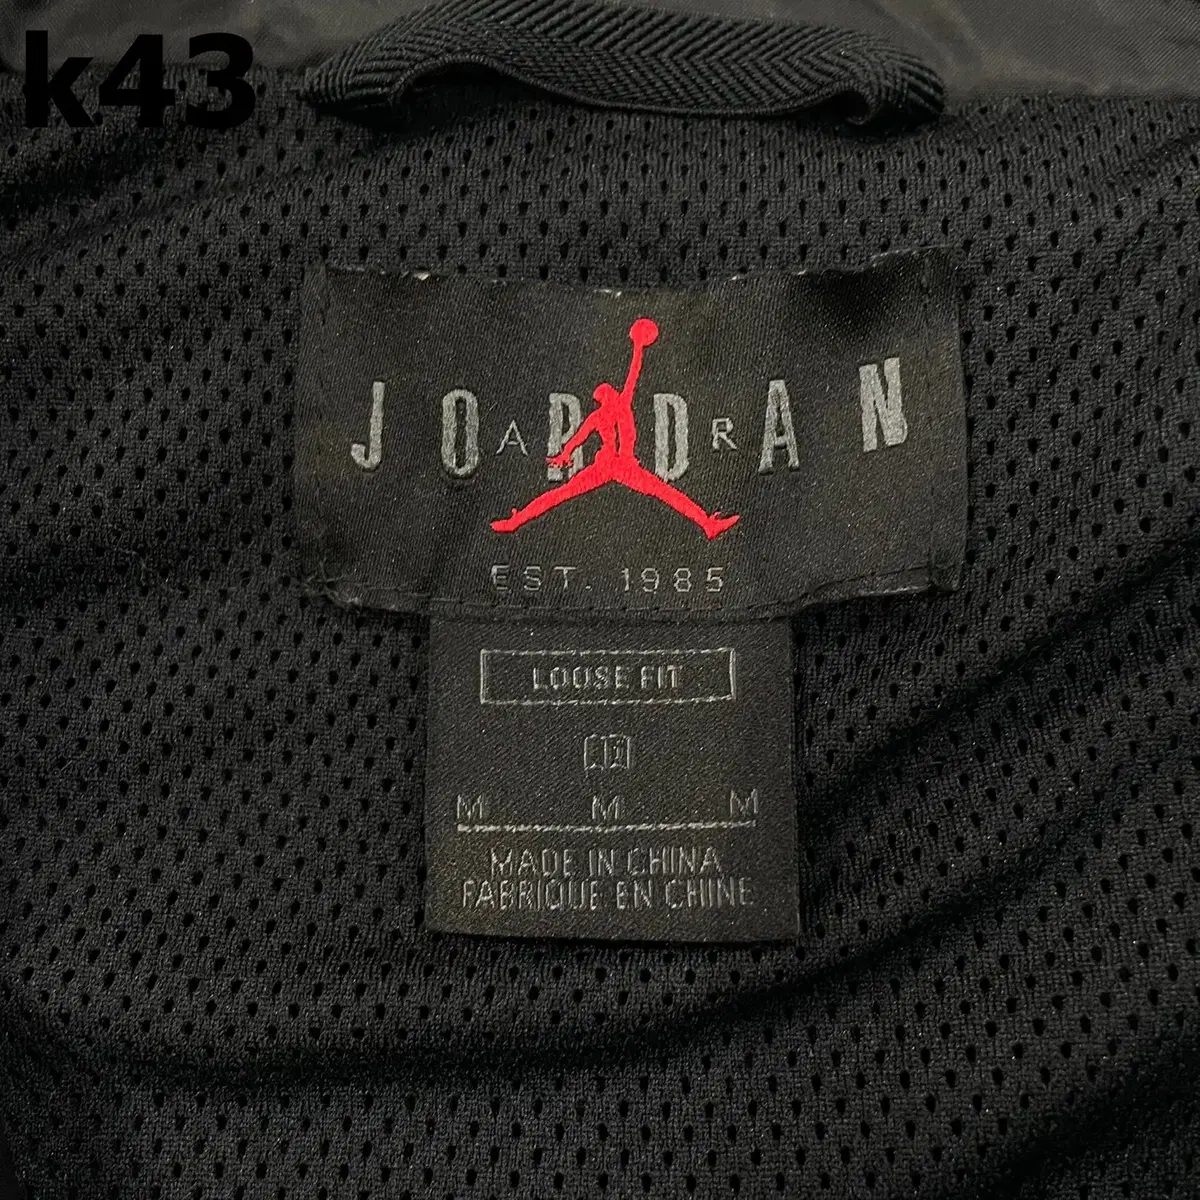 k43
JORDAN
AIR
EST. 1985
LOOSE FIT
M M M
MADE IN CHINA
FABRIQUE EN CHINE